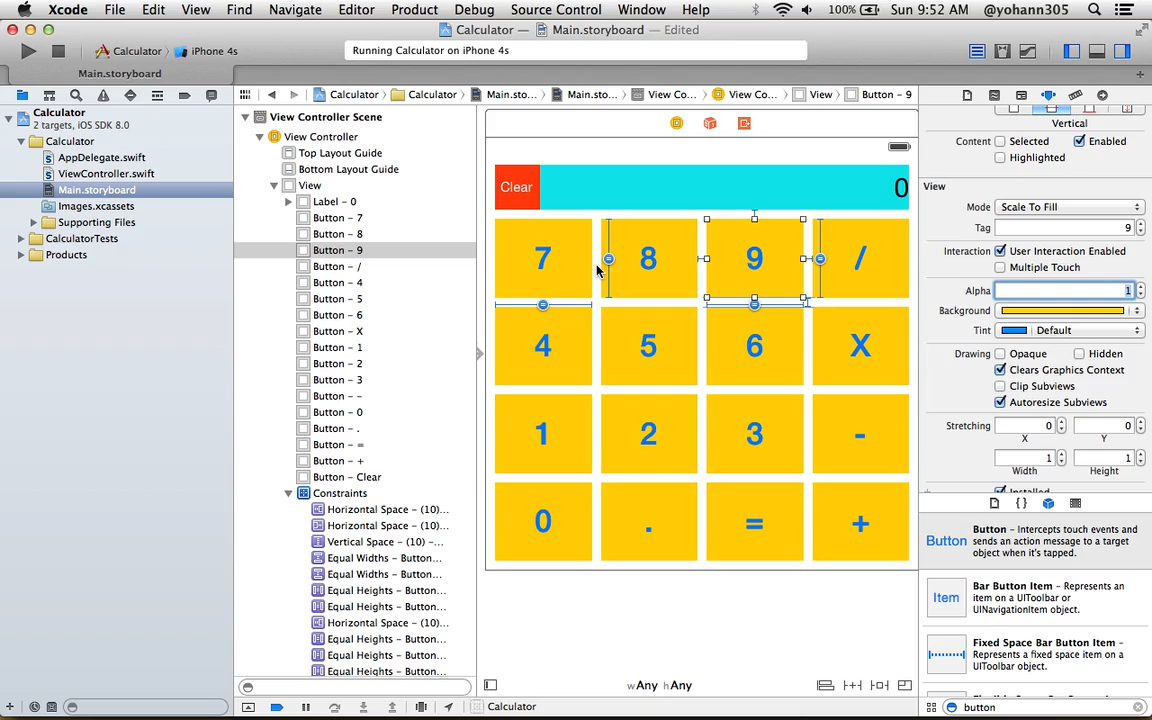 Xcode File Edit View Find Navigate Editor Product Debug Source Control Window Help 100% Sun 9:52 AM @yohann305
Calculator — Main.storyboard — Edited
Calculator iPhone 4s Running Calculator on iPhone 4s
Main.storyboard
Calculator Calculator Main.sto... Main.sto... View Co... View Co... View Button – 9
Calculator
2 targets, iOS SDK 8.0
Calculator
AppDelegate.swift
ViewController.swift
Main.storyboard
Images.xcassets
Supporting Files
CalculatorTests
Products
View Controller Scene
View Controller
Top Layout Guide
Bottom Layout Guide
View
Label – 0
Button – 7
Button – 8
Button – 9
Button – /
Button – 4
Button – 5
Button – 6
Button – X
Button – 1
Button – 2
Button – 3
Button – -
Button – 0
Button – .
Button – =
Button – +
Button – Clear
Constraints
Horizontal Space – (10)...
Horizontal Space – (10)...
Vertical Space – (10) –...
Equal Widths – Button...
Equal Widths – Button...
Equal Heights – Button...
Equal Heights – Button...
Horizontal Space – (10)...
Equal Heights – Button...
Equal Heights – Button...
Equal Heights – Button...
Clear 0
7 8 9 /
4 5 6 X
1 2 3 -
0 . = +
wAny hAny
Calculator
Vertical
Content Selected Enabled
Highlighted
View
Mode Scale To Fill
Tag 9
Interaction User Interaction Enabled
Multiple Touch
Alpha 1
Background
Tint Default
Drawing Opaque Hidden
Clears Graphics Context
Clip Subviews
Autoresize Subviews
Stretching 0 0
X Y
1 1
Width Height
Installed
Button Button – Intercepts touch events and
sends an action message to a target
object when it's tapped.
Item Bar Button Item – Represents an
item on a UIToolbar or
UINavigationItem object.
Fixed Space Bar Button Item –
Represents a fixed space item on a
UIToolbar object.
button